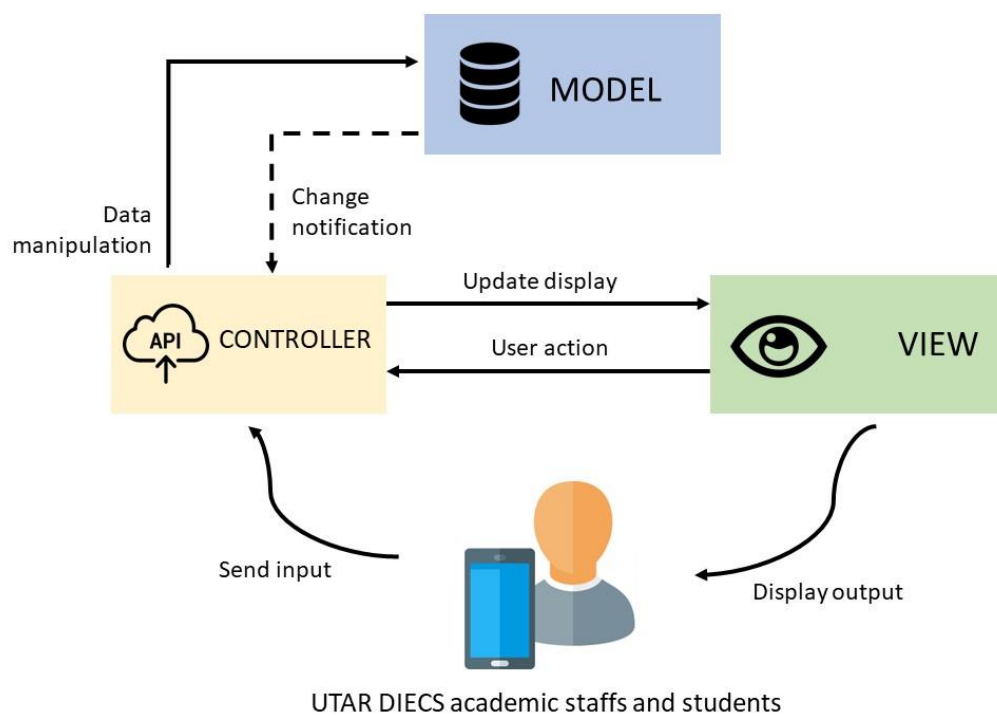 MODEL
Change
notification
Data
manipulation
Update display
API
CONTROLLER
User action
VIEW
Send input
Display output
UTAR DIECS academic staffs and students